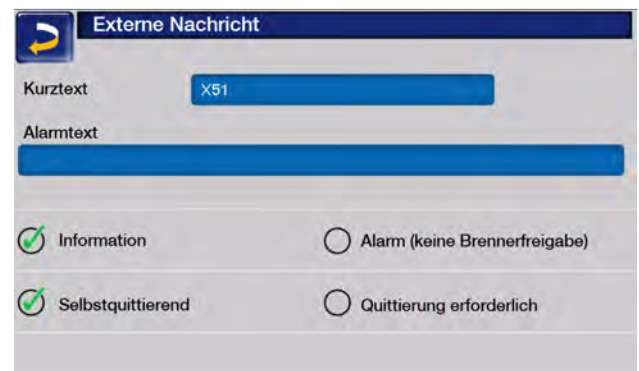 Externe Nachricht
Kurztext X51
Alarmtext
Information Alarm (keine Brennerfreigabe)
Selbstquittierend Quittierung erforderlich